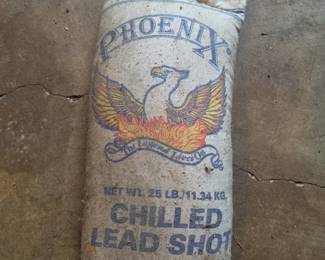 PHOENIX
The Legend Lives On
NET WT. 25 LB./11.34 KG.
CHILLED
LEAD SHOT